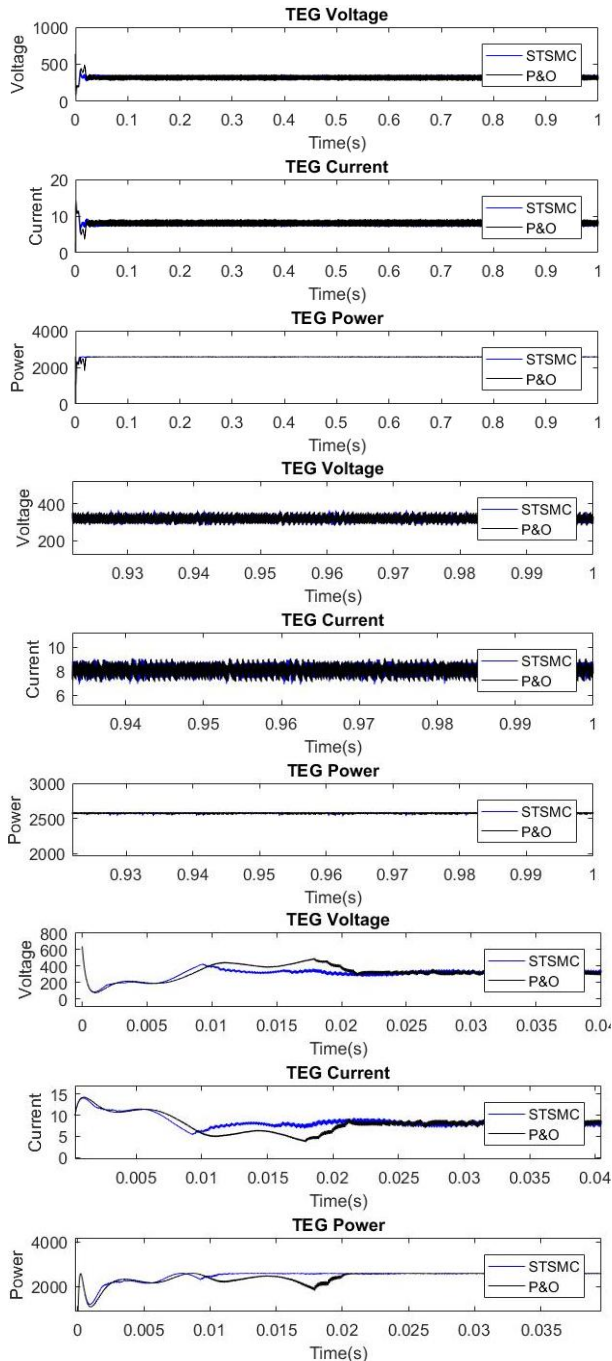 TEG Voltage
1000
500
0
Voltage
STSMC
P&O
0 0.1 0.2 0.3 0.4 0.5 0.6 0.7 0.8 0.9 1
Time(s)
TEG Current
20
10
0
Current
STSMC
P&O
0 0.1 0.2 0.3 0.4 0.5 0.6 0.7 0.8 0.9 1
Time(s)
TEG Power
4000
2000
0
Power
STSMC
P&O
0 0.1 0.2 0.3 0.4 0.5 0.6 0.7 0.8 0.9 1
Time(s)
TEG Voltage
400
200
Voltage
STSMC
P&O
0.93 0.94 0.95 0.96 0.97 0.98 0.99 1
Time(s)
TEG Current
10
8
6
Current
STSMC
P&O
0.94 0.95 0.96 0.97 0.98 0.99 1
Time(s)
TEG Power
3000
2500
2000
Power
STSMC
P&O
0.93 0.94 0.95 0.96 0.97 0.98 0.99 1
Time(s)
TEG Voltage
800
600
400
200
0
Voltage
STSMC
P&O
0 0.005 0.01 0.015 0.02 0.025 0.03 0.035 0.04
Time(s)
TEG Current
15
10
5
0
Current
STSMC
P&O
0.005 0.01 0.015 0.02 0.025 0.03 0.035 0.04
Time(s)
TEG Power
4000
2000
Power
STSMC
P&O
0 0.005 0.01 0.015 0.02 0.025 0.03 0.035
Time(s)